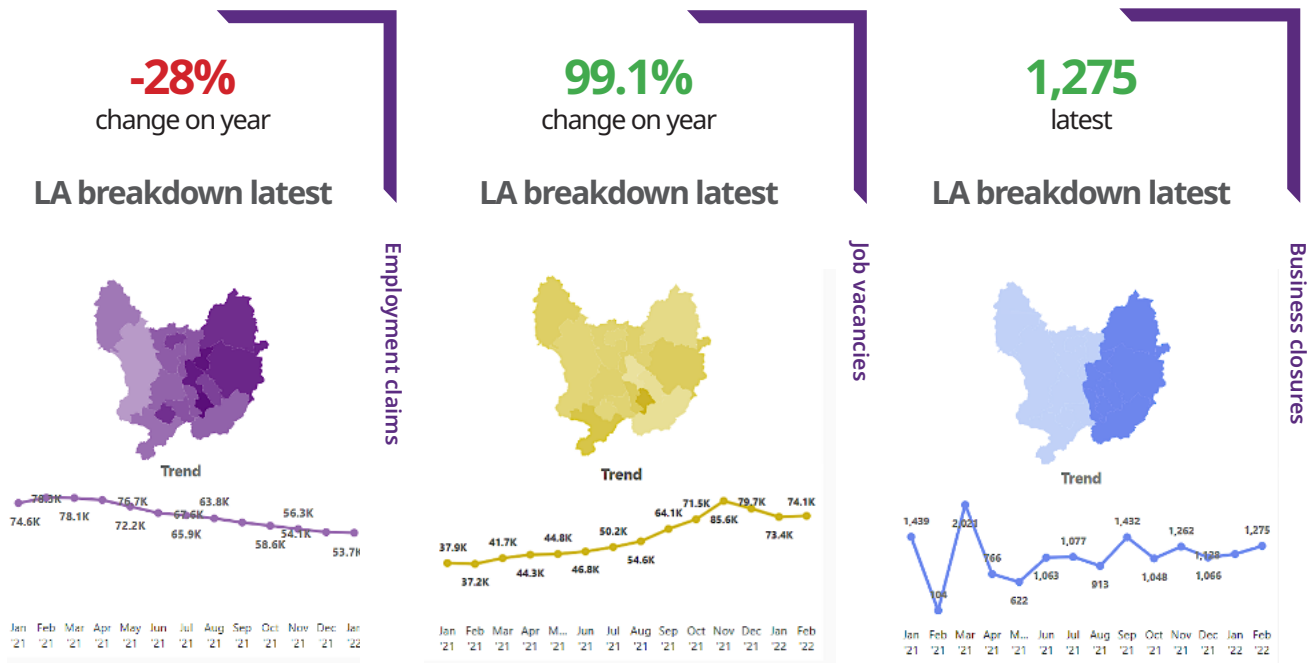 -28%
change on year
LA breakdown latest
Employment claims
Trend
76.7K
63.8K
56.3K
74.6K
78.1K
72.2K
65.9K
58.6K
54.1K
53.7K
Jan Feb Mar Apr May Jun Jul Aug Sep Oct Nov Dec Jan
'21 '21 '21 '21 '21 '21 '21 '21 '21 '21 '21 '21 '22
99.1%
change on year
LA breakdown latest
Job vacancies
Trend
37.9K 41.7K 44.8K 50.2K 64.1K 71.5K 79.7K 74.1K
37.2K 44.3K 46.8K 54.6K 85.6K 73.4K
Jan Feb Mar Apr M... Jun Jul Aug Sep Oct Nov Dec Jan Feb
'21 '21 '21 '21 '21 '21 '21 '21 '21 '21 '21 '21 '22 '22
1,275
latest
LA breakdown latest
Business closures
Trend
1,439 2,021 1,077 1,432 1,262 1,275
104 766 622 1,063 913 1,048 1,066
Jan Feb Mar Apr M... Jun Jul Aug Sep Oct Nov Dec Jan Feb
'21 '21 '21 '21 '21 '21 '21 '21 '21 '21 '21 '21 '22 '22